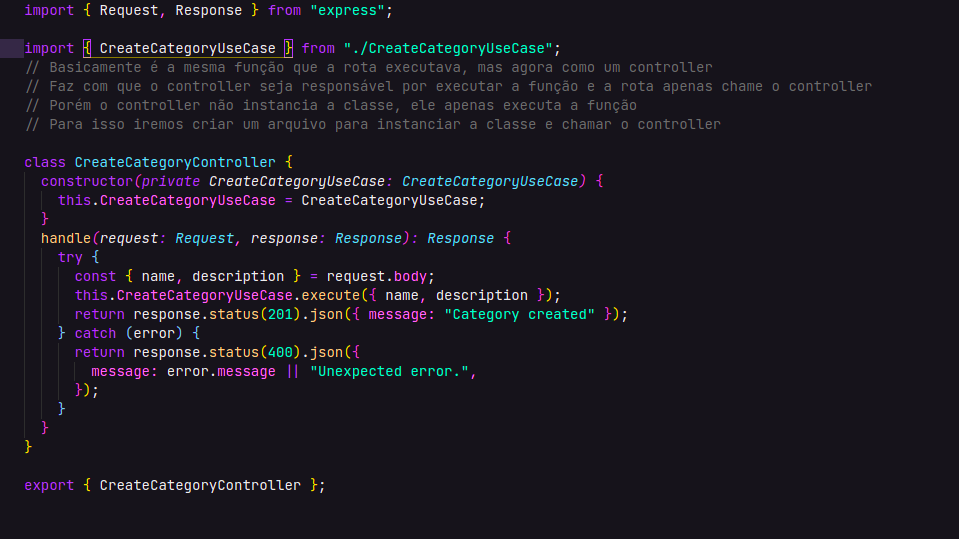 import { Request, Response } from "express";
import { CreateCategoryUseCase } from "./CreateCategoryUseCase";
// Basicamente é a mesma função que a rota executava, mas agora como um controller
// Faz com que o controller seja responsável por executar a função e a rota apenas chame o controller
// Porém o controller não instancia a classe, ele apenas executa a função
// Para isso iremos criar um arquivo para instanciar a classe e chamar o controller
class CreateCategoryController {
constructor(private CreateCategoryUseCase: CreateCategoryUseCase) {
this.CreateCategoryUseCase = CreateCategoryUseCase;
}
handle(request: Request, response: Response): Response {
try {
const { name, description } = request.body;
this.CreateCategoryUseCase.execute({ name, description });
return response.status(201).json({ message: "Category created" });
} catch (error) {
return response.status(400).json({
message: error.message || "Unexpected error.",
});
}
}
}
export { CreateCategoryController };